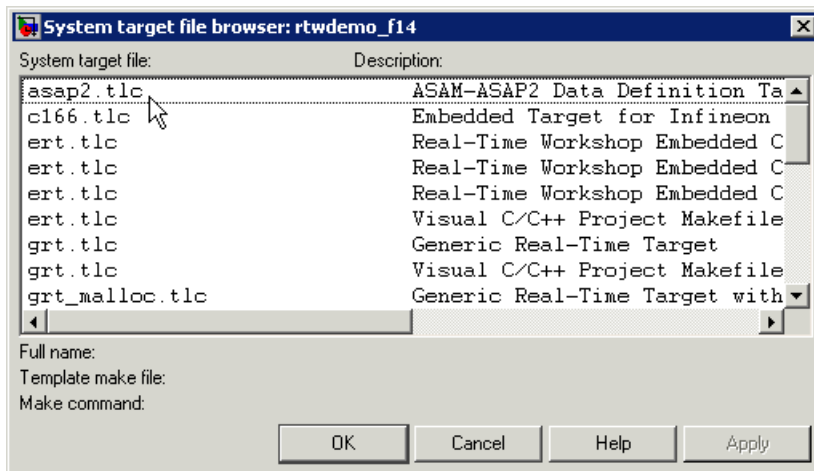 System target file browser: rtwdemo_f14
System target file: Description:
asap2.tlc ASAM-ASAP2 Data Definition Ta
c166.tlc Embedded Target for Infineon
ert.tlc Real-Time Workshop Embedded C
ert.tlc Real-Time Workshop Embedded C
ert.tlc Real-Time Workshop Embedded C
ert.tlc Visual C/C++ Project Makefile
grt.tlc Generic Real-Time Target
grt.tlc Visual C/C++ Project Makefile
grt_malloc.tlc Generic Real-Time Target with
Full name:
Template make file:
Make command:
OK Cancel Help Apply